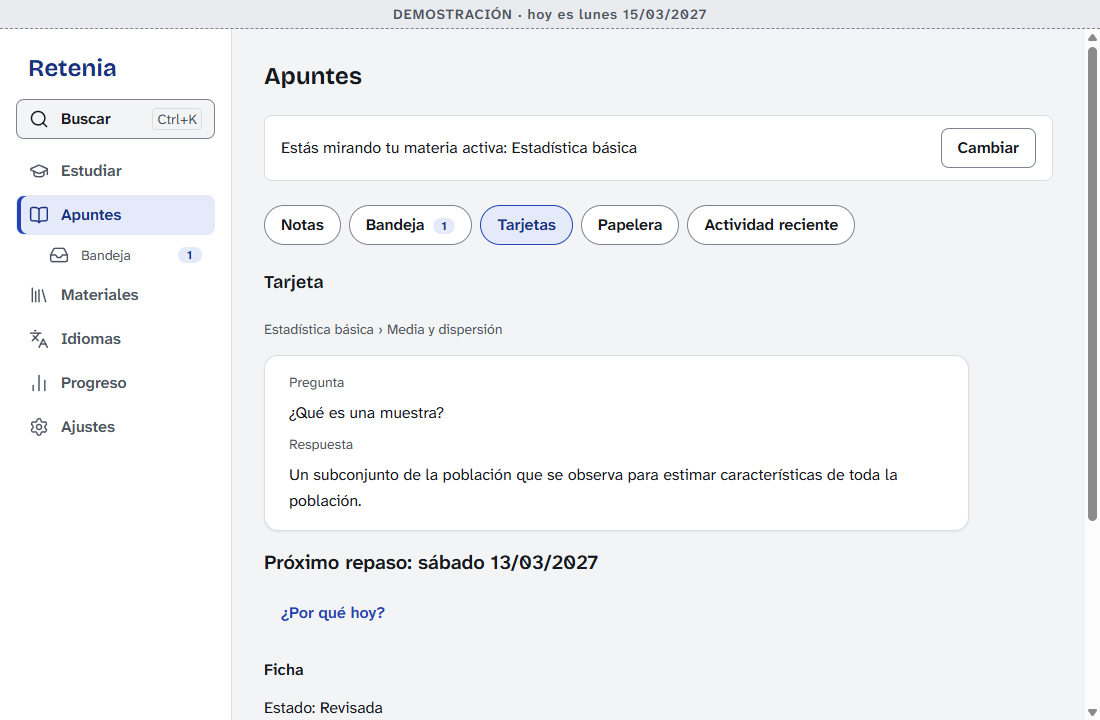 DEMOSTRACIÓN · hoy es lunes 15/03/2027
Retenia
Buscar Ctrl+K
Estudiar
Apuntes
Bandeja 1
Materiales
Idiomas
Progreso
Ajustes
Apuntes
Estás mirando tu materia activa: Estadística básica
Cambiar
Notas
Bandeja 1
Tarjetas
Papelera
Actividad reciente
Tarjeta
Estadística básica › Media y dispersión
Pregunta
¿Qué es una muestra?
Respuesta
Un subconjunto de la población que se observa para estimar características de toda la
población.
Próximo repaso: sábado 13/03/2027
¿Por qué hoy?
Ficha
Estado: Revisada